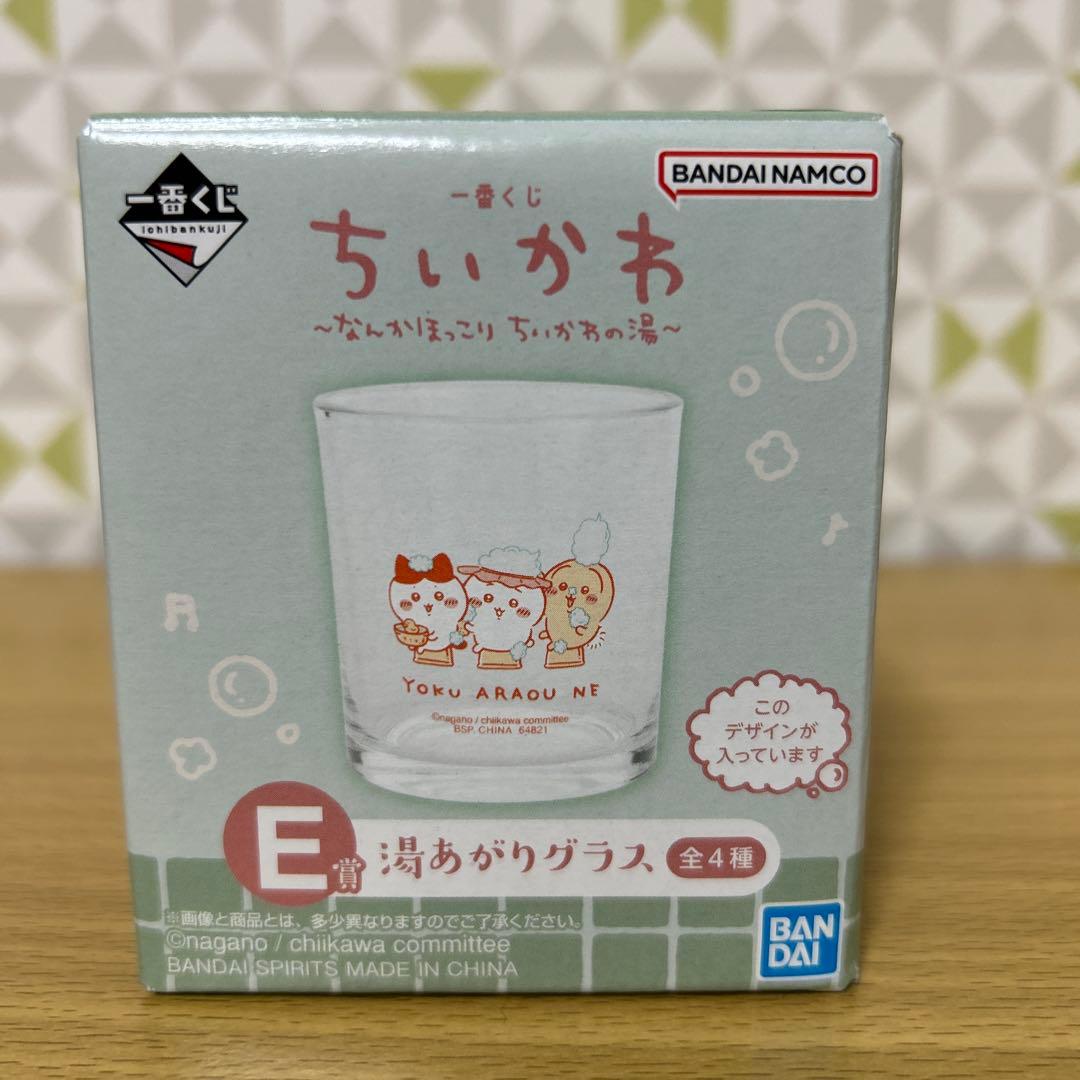 一番くじ
ichibankuji
BANDAI NAMCO
一番くじ
ちいかわ
~なんかほっこり ちいかわの湯~
YOKU ARAOU NE
©nagano / chiikawa committee
BSP, CHINA 64821
この
デザインが
入っています
E賞
湯あがりグラス
全4種
※画像と商品とは、多少異なりますのでご了承ください。
©nagano / chiikawa committee
BANDAI SPIRITS MADE IN CHINA
BAN
DAI